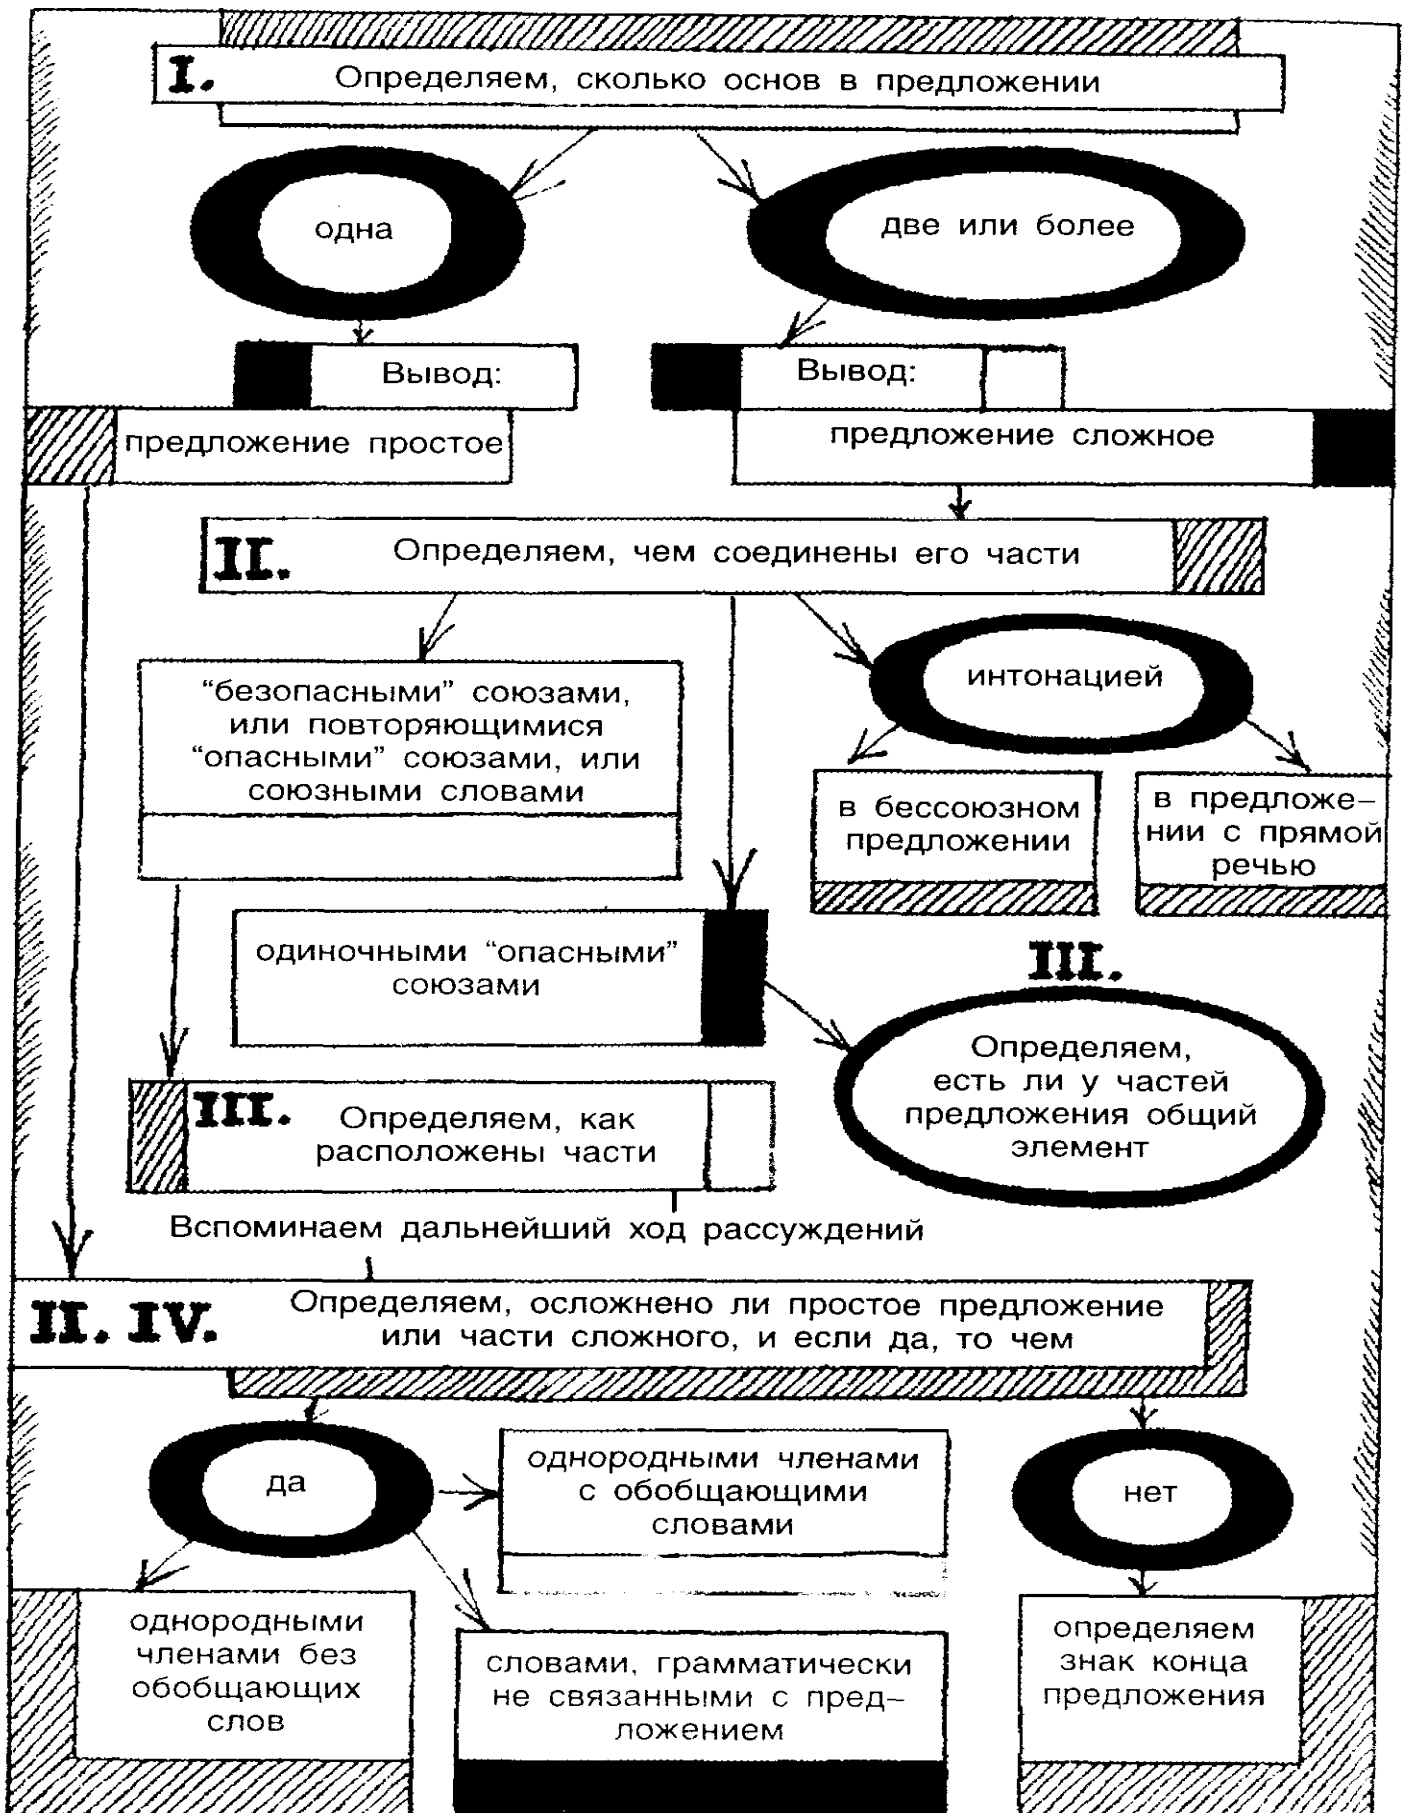 I. Определяем, сколько основ в предложении
одна
две или более
Вывод:
Вывод:
предложение простое
предложение сложное
II. Определяем, чем соединены его части
“безопасными” союзами,
или повторяющимися
“опасными” союзами, или
союзными словами
интонацией
в бессоюзном
предложении
в предложе–
нии с прямой
речью
одиночными “опасными”
союзами
III.
Определяем,
есть ли у частей
предложения общий
элемент
III. Определяем, как
расположены части
Вспоминаем дальнейший ход рассуждений
II. IV. Определяем, осложнено ли простое предложение
или части сложного, и если да, то чем
да
однородными членами
с обобщающими
словами
нет
однородными
членами без
обобщающих
слов
словами, грамматически
не связанными с пред–
ложением
определяем
знак конца
предложения